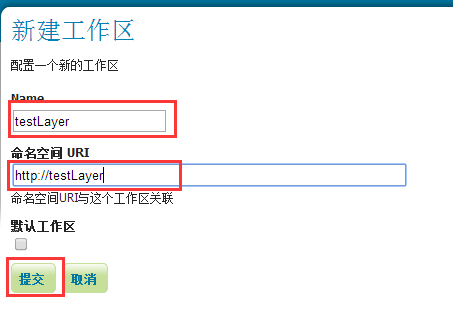 新建工作区
配置一个新的工作区
Name
testLayer
命名空间 URI
http://testLayer
命名空间URI与这个工作区关联
默认工作区
提交 取消